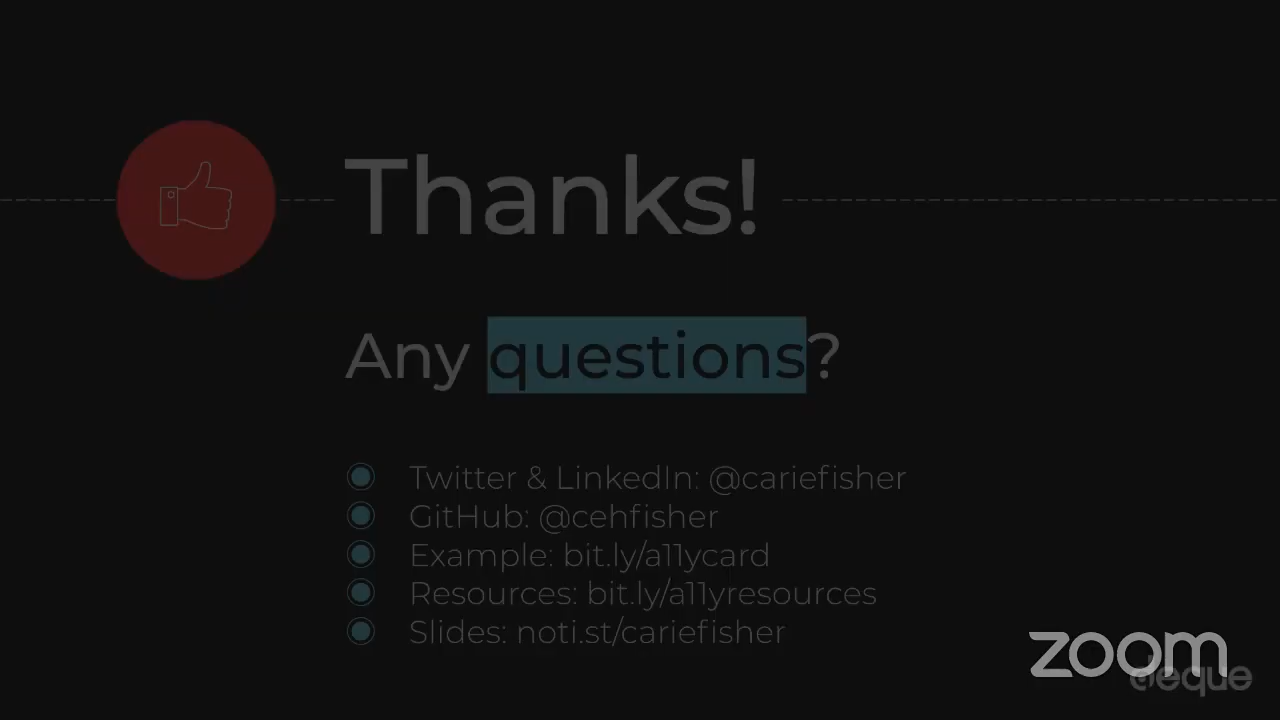 Thanks!
Any questions?
Twitter & LinkedIn: @cariefisher
GitHub: @cehfisher
Example: bit.ly/a11ycard
Resources: bit.ly/a11yresources
Slides: noti.st/cariefisher
zoom
deque